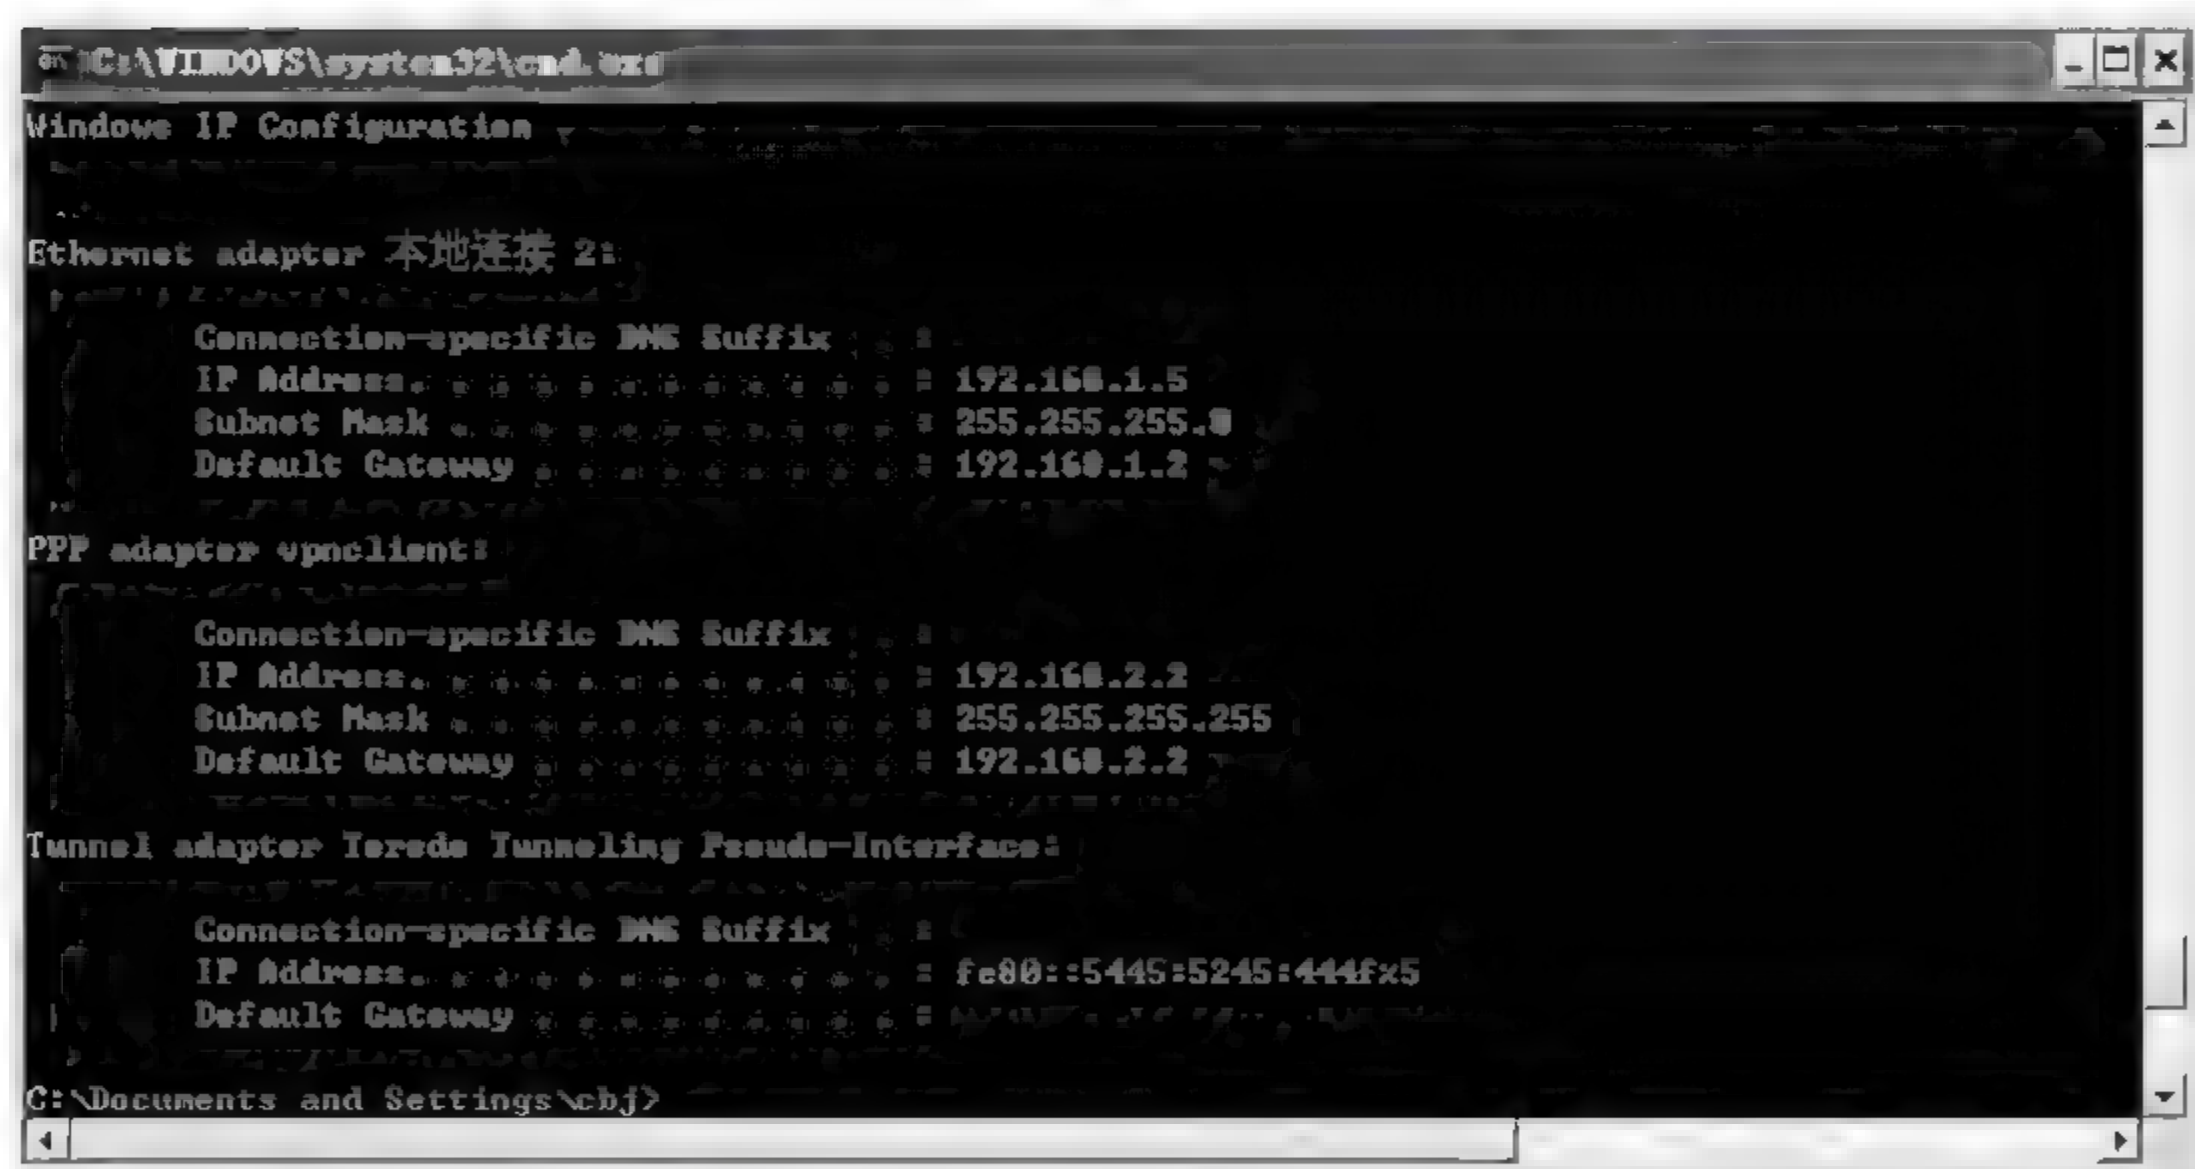 C:\WINDOWS\system32\cmd.exe
Windows IP Configuration
Ethernet adapter 本地连接 2:
Connection-specific DNS Suffix . :
IP Address. . . . . . . . . . . . : 192.168.1.5
Subnet Mask . . . . . . . . . . . : 255.255.255.0
Default Gateway . . . . . . . . . : 192.168.1.2
PPP adapter vpnclient:
Connection-specific DNS Suffix . :
IP Address. . . . . . . . . . . . : 192.168.2.2
Subnet Mask . . . . . . . . . . . : 255.255.255.255
Default Gateway . . . . . . . . . : 192.168.2.2
Tunnel adapter Teredo Tunneling Pseudo-Interface:
Connection-specific DNS Suffix . :
IP Address. . . . . . . . . . . . : fe80::5445:5245:444f%5
Default Gateway . . . . . . . . . :
C:\Documents and Settings\cbj>